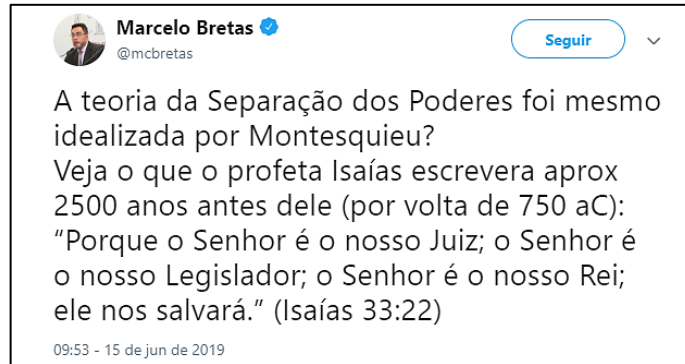 Marcelo Bretas
@mcbretas
Seguir
A teoria da Separação dos Poderes foi mesmo
idealizada por Montesquieu?
Veja o que o profeta Isaías escrevera aprox
2500 anos antes dele (por volta de 750 aC):
“Porque o Senhor é o nosso Juiz; o Senhor é
o nosso Legislador; o Senhor é o nosso Rei;
ele nos salvará.” (Isaías 33:22)
09:53 - 15 de jun de 2019